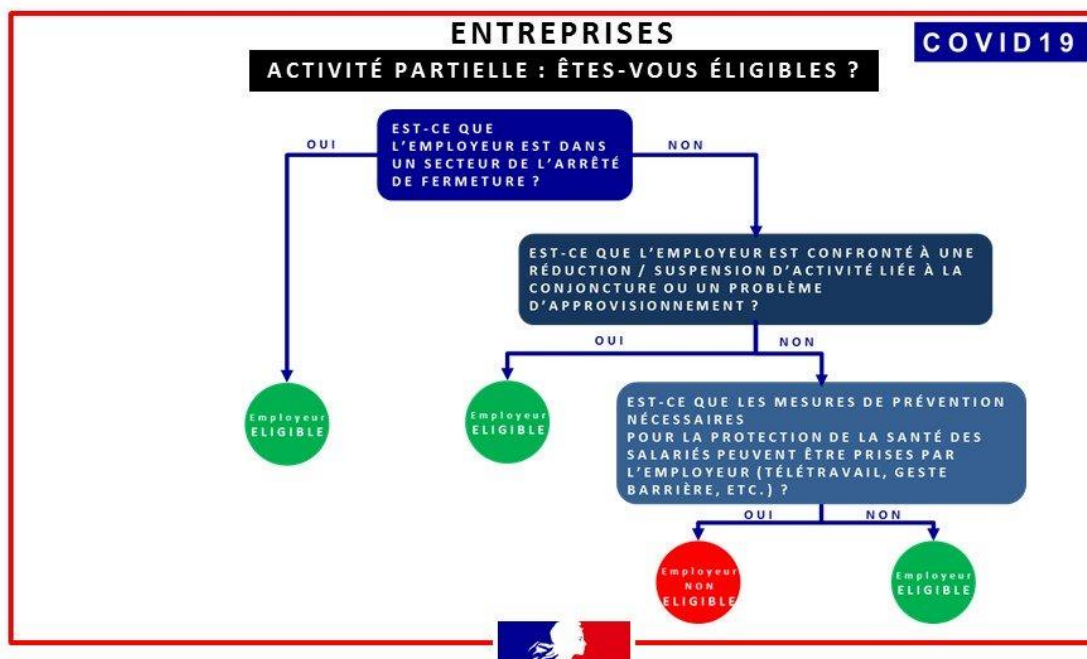 ENTREPRISES
COVID19
ACTIVITÉ PARTIELLE : ÊTES-VOUS ÉLIGIBLES ?
EST-CE QUE
L'EMPLOYEUR EST DANS
UN SECTEUR DE L'ARRÊTÉ
DE FERMETURE ?
OUI
NON
EST-CE QUE L'EMPLOYEUR EST CONFRONTÉ À UNE
RÉDUCTION / SUSPENSION D'ACTIVITÉ LIÉE À LA
CONJONCTURE OU UN PROBLÈME
D'APPROVISIONNEMENT ?
OUI
NON
Employeur
ELIGIBLE
Employeur
ELIGIBLE
EST-CE QUE LES MESURES DE PRÉVENTION
NÉCESSAIRES
POUR LA PROTECTION DE LA SANTÉ DES
SALARIÉS PEUVENT ÊTRE PRISES PAR
L'EMPLOYEUR (TÉLÉTRAVAIL, GESTE
BARRIÈRE, ETC.) ?
OUI
NON
Employeur
NON
ELIGIBLE
Employeur
ELIGIBLE